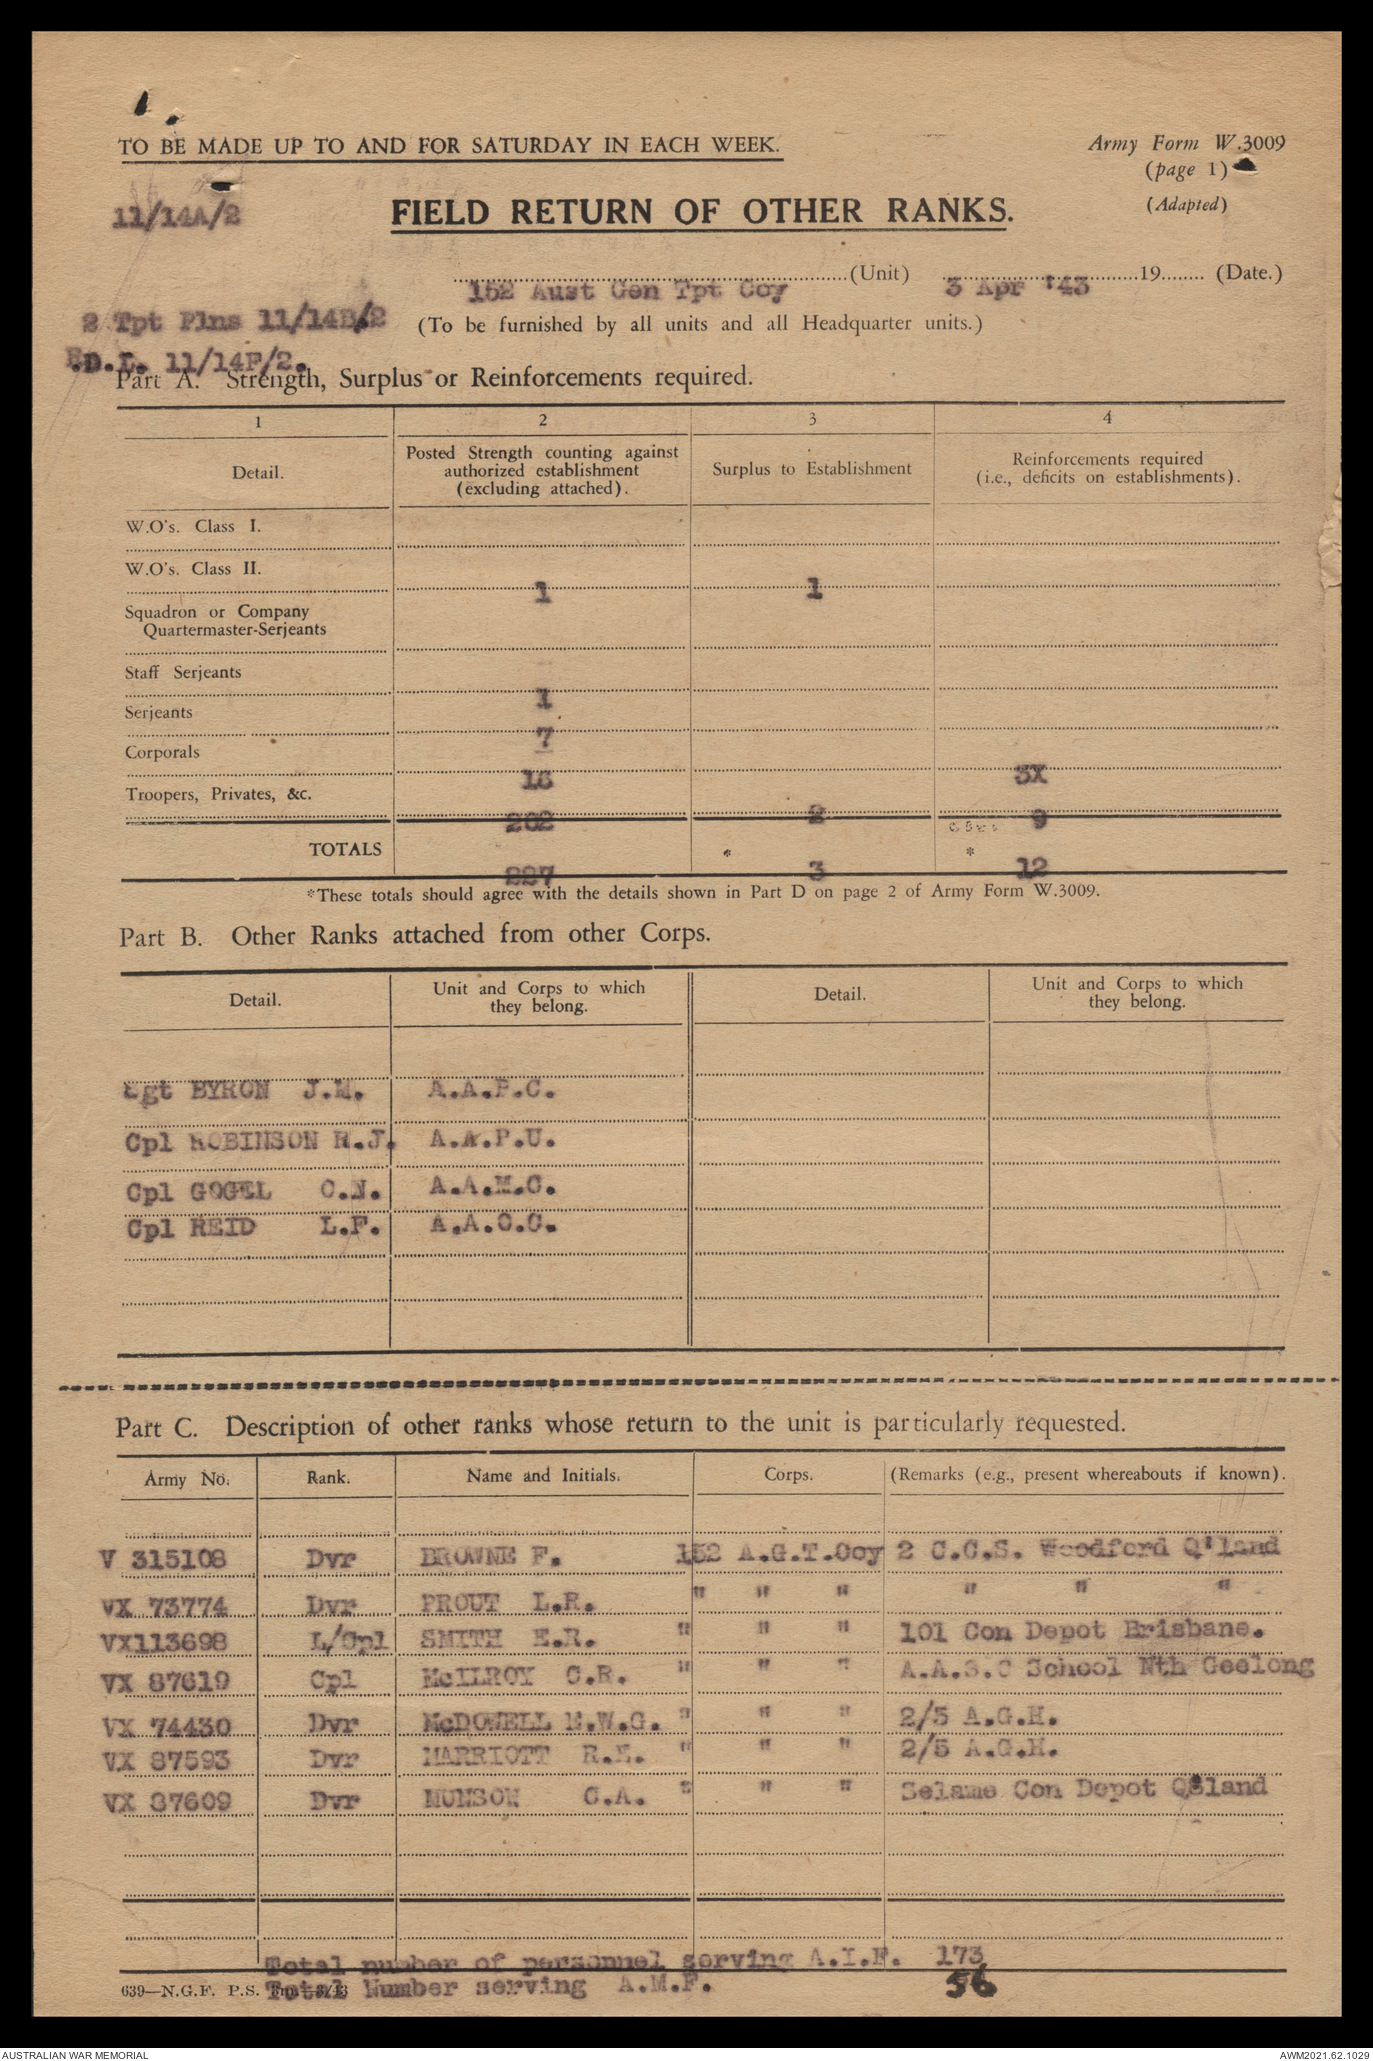 TO BE MADE UP TO AND FOR SATURDAY IN EACH WEEK.
Army Form W.3009
(page 1)
(Adapted)
11/14A/2
FIELD RETURN OF OTHER RANKS.
152 Aust Gen Tpt Coy (Unit) 3 Apr '43 19........ (Date.)
2 Tpt Plns 11/14B/2
(To be furnished by all units and all Headquarter units.)
.D.L. 11/14F/2.
Part A. Strength, Surplus or Reinforcements required.
1 2 3 4
Detail. Posted Strength counting against authorized establishment (excluding attached). Surplus to Establishment Reinforcements required (i.e., deficits on establishments).
W.O's. Class I.
W.O's. Class II. 1 1
Squadron or Company
Quartermaster-Serjeants
Staff Serjeants 1
Serjeants 7
Corporals 16 3X
Troopers, Privates, &c. 202 2 9
TOTALS 227 * 3 * 12
*These totals should agree with the details shown in Part D on page 2 of Army Form W.3009.
Part B. Other Ranks attached from other Corps.
Detail. Unit and Corps to which they belong. Detail. Unit and Corps to which they belong.
Sgt BYRON J.M. A.A.P.C.
Cpl ROBINSON R.J. A.A.P.U.
Cpl GOGEL C.N. A.A.M.C.
Cpl REID L.F. A.A.O.C.
Part C. Description of other ranks whose return to the unit is particularly requested.
Army No. Rank. Name and Initials. Corps. (Remarks (e.g., present whereabouts if known).
V 315108 Dvr BROWNE F. 152 A.G.T.Coy 2 C.C.S. Woodford Q'land
VX 73774 Dvr PROUT L.R. " " " " " "
VX113698 L/Cpl SMITH E.R. " " " 101 Con Depot Brisbane.
VX 87619 Cpl McILROY C.R. " " " A.A.S.C School Nth Geelong
VX 74430 Dvr McDOWELL M.W.G. " " " 2/5 A.G.H.
VX 87593 Dvr MARRIOTT R.E. " " " 2/5 A.G.H.
VX 87609 Dvr MUNSON G.A. " " " Selame Con Depot Q'land
Total number of personnel serving A.I.F. 173
Total Number serving A.M.F. 56
639—N.G.F. P.S.
AUSTRALIAN WAR MEMORIAL
AWM2021.62.1029